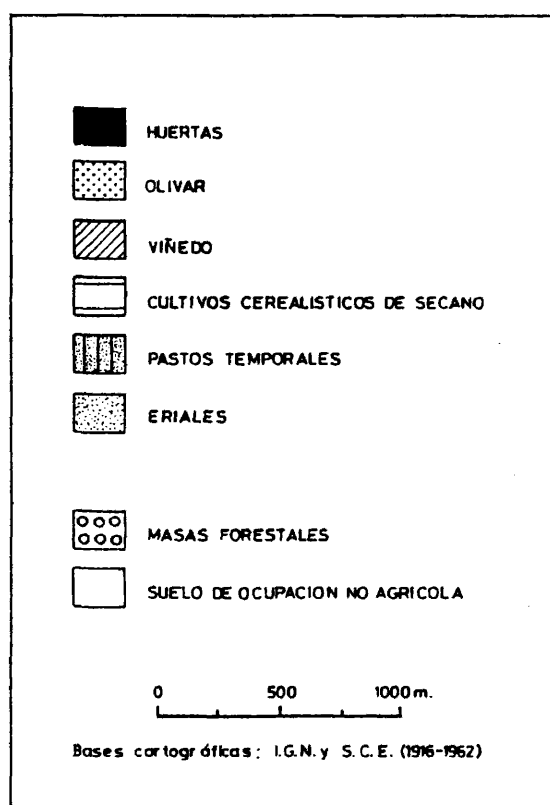 HUERTAS
OLIVAR
VIÑEDO
CULTIVOS CEREALISTICOS DE SECANO
PASTOS TEMPORALES
ERIALES
MASAS FORESTALES
SUELO DE OCUPACION NO AGRICOLA
0 500 1000 m.
Bases cartográficas: I.G.N. y S.C.E. (1916-1962)